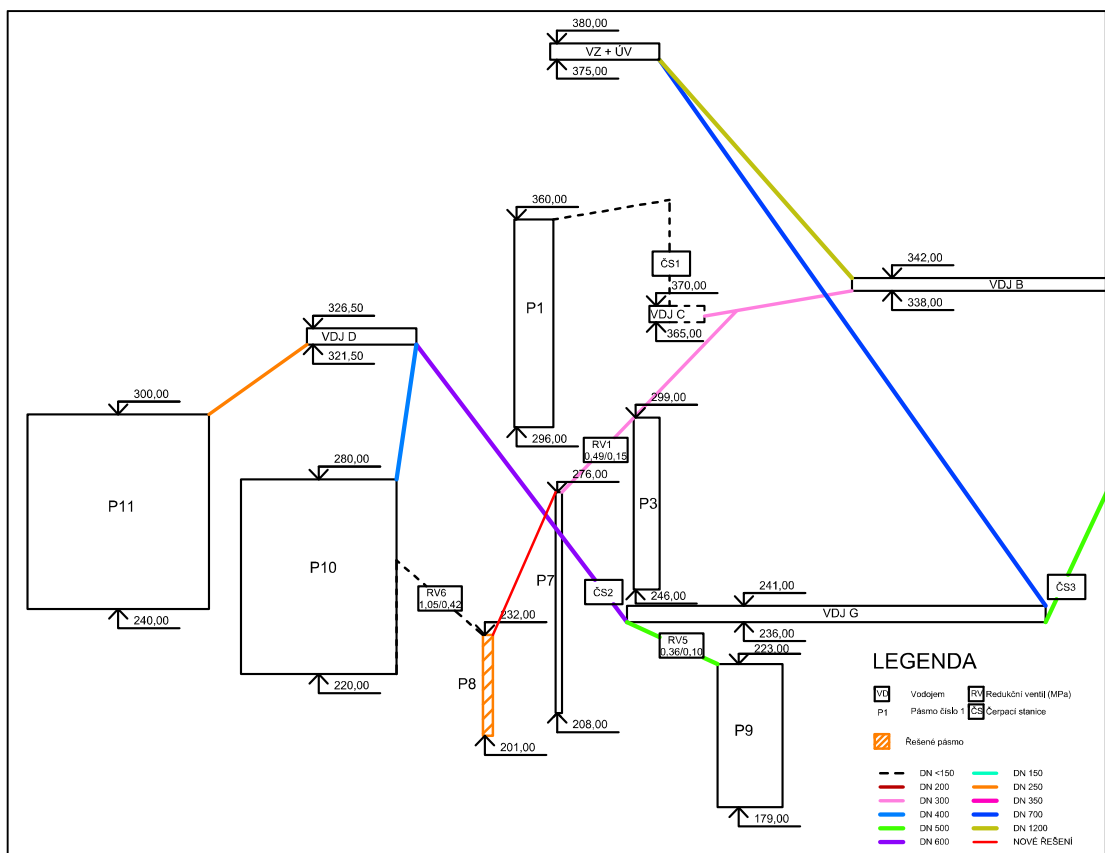 380,00
VZ + ÚV
375,00
360,00
P1
296,00
ČS1
370,00
VDJ C
365,00
342,00
VDJ B
338,00
326,50
VDJ D
321,50
300,00
P11
240,00
280,00
P10
220,00
299,00
P3
246,00
RV1
0,49/0,15
276,00
P7
208,00
RV6
1,05/0,42
232,00
P8
201,00
ČS2
241,00
VDJ G
236,00
ČS3
RV5
0,36/0,10
223,00
P9
179,00
LEGENDA
VD Vodojem
RV Redukční ventil (MPa)
P1 Pásmo číslo 1
ČS Čerpací stanice
Řešené pásmo
DN <150
DN 200
DN 300
DN 400
DN 500
DN 600
DN 150
DN 250
DN 350
DN 700
DN 1200
NOVÉ ŘEŠENÍ